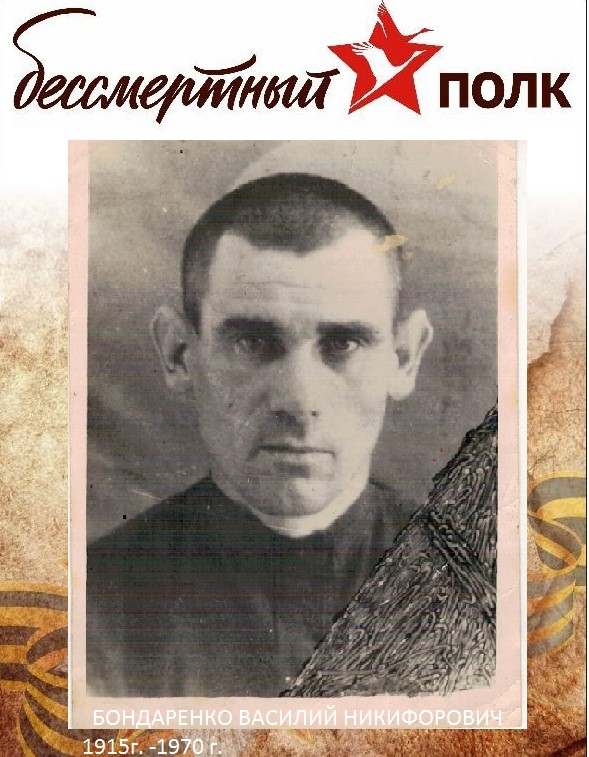 бессмертный ПОЛК
БОНДАРЕНКО ВАСИЛИЙ НИКИФОРОВИЧ
1915г. -1970 г.